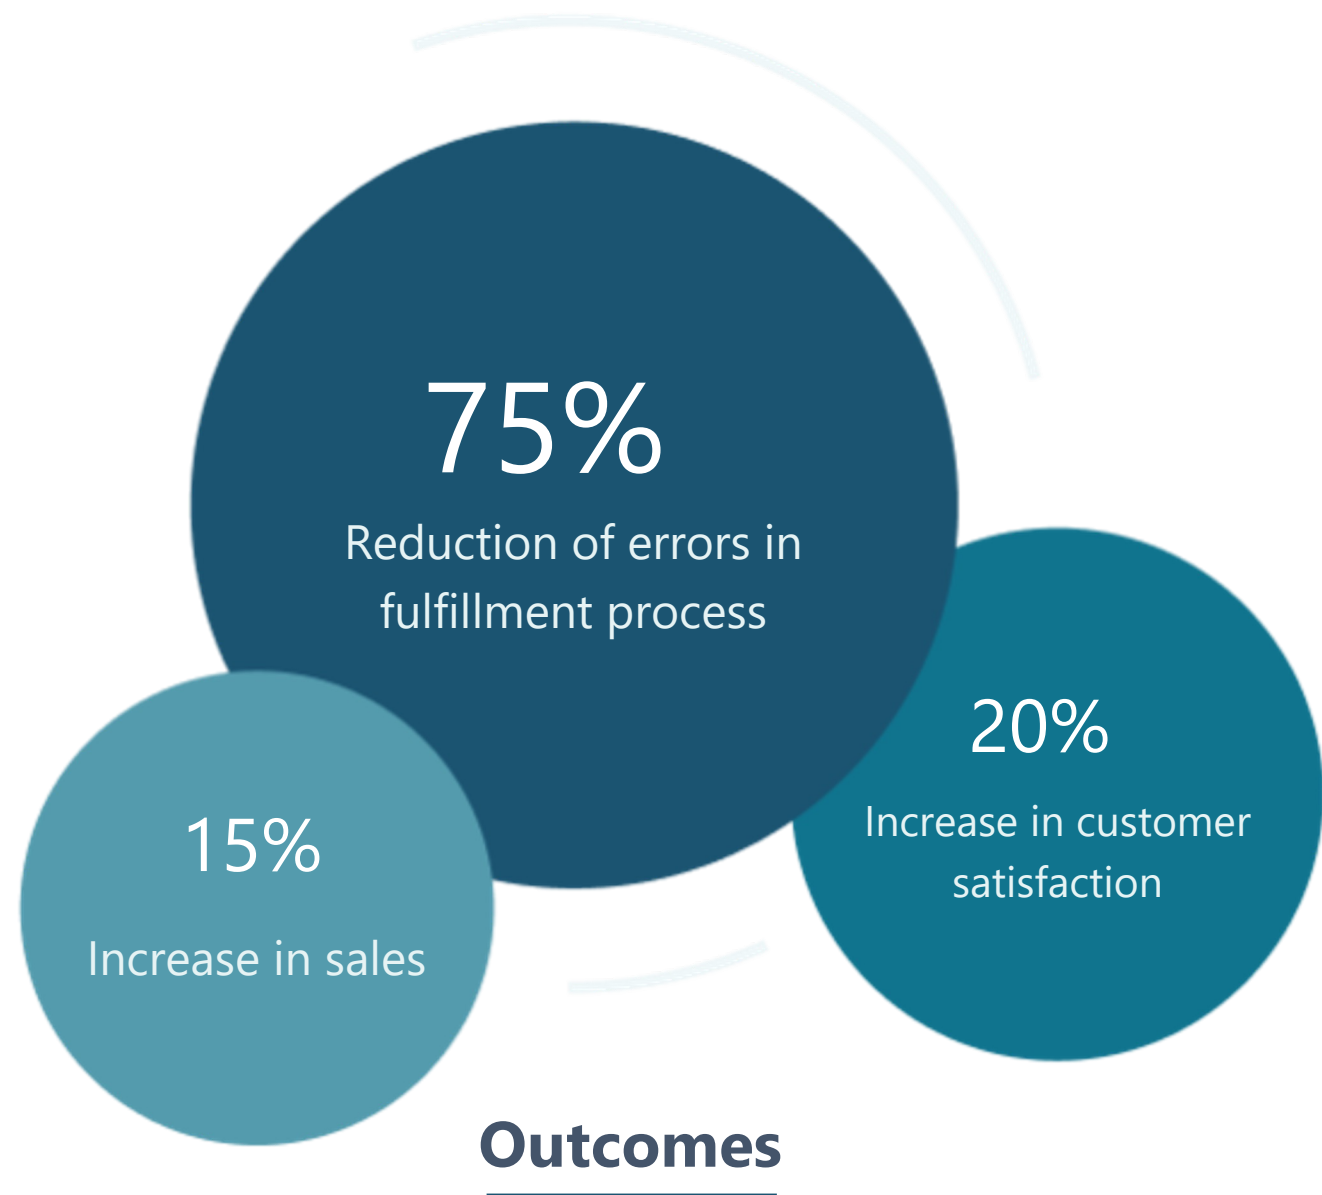 75%
Reduction of errors in
fulfillment process
20%
Increase in customer
satisfaction
15%
Increase in sales
Outcomes